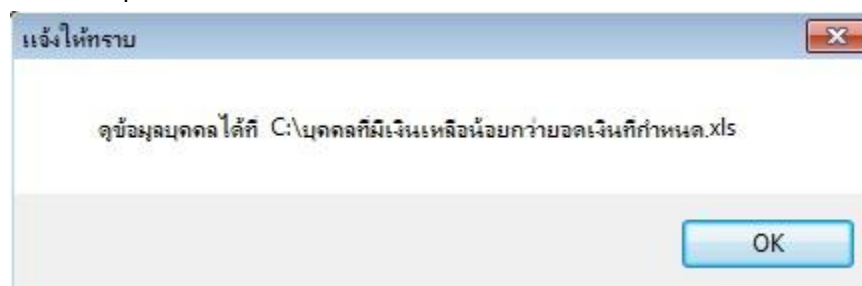 แจ้งให้ทราบ
ดูข้อมูลบุคคลได้ที่ C:\บุคคลที่มีเงินเหลือน้อยกว่ายอดเงินที่กำหนด.xls
OK